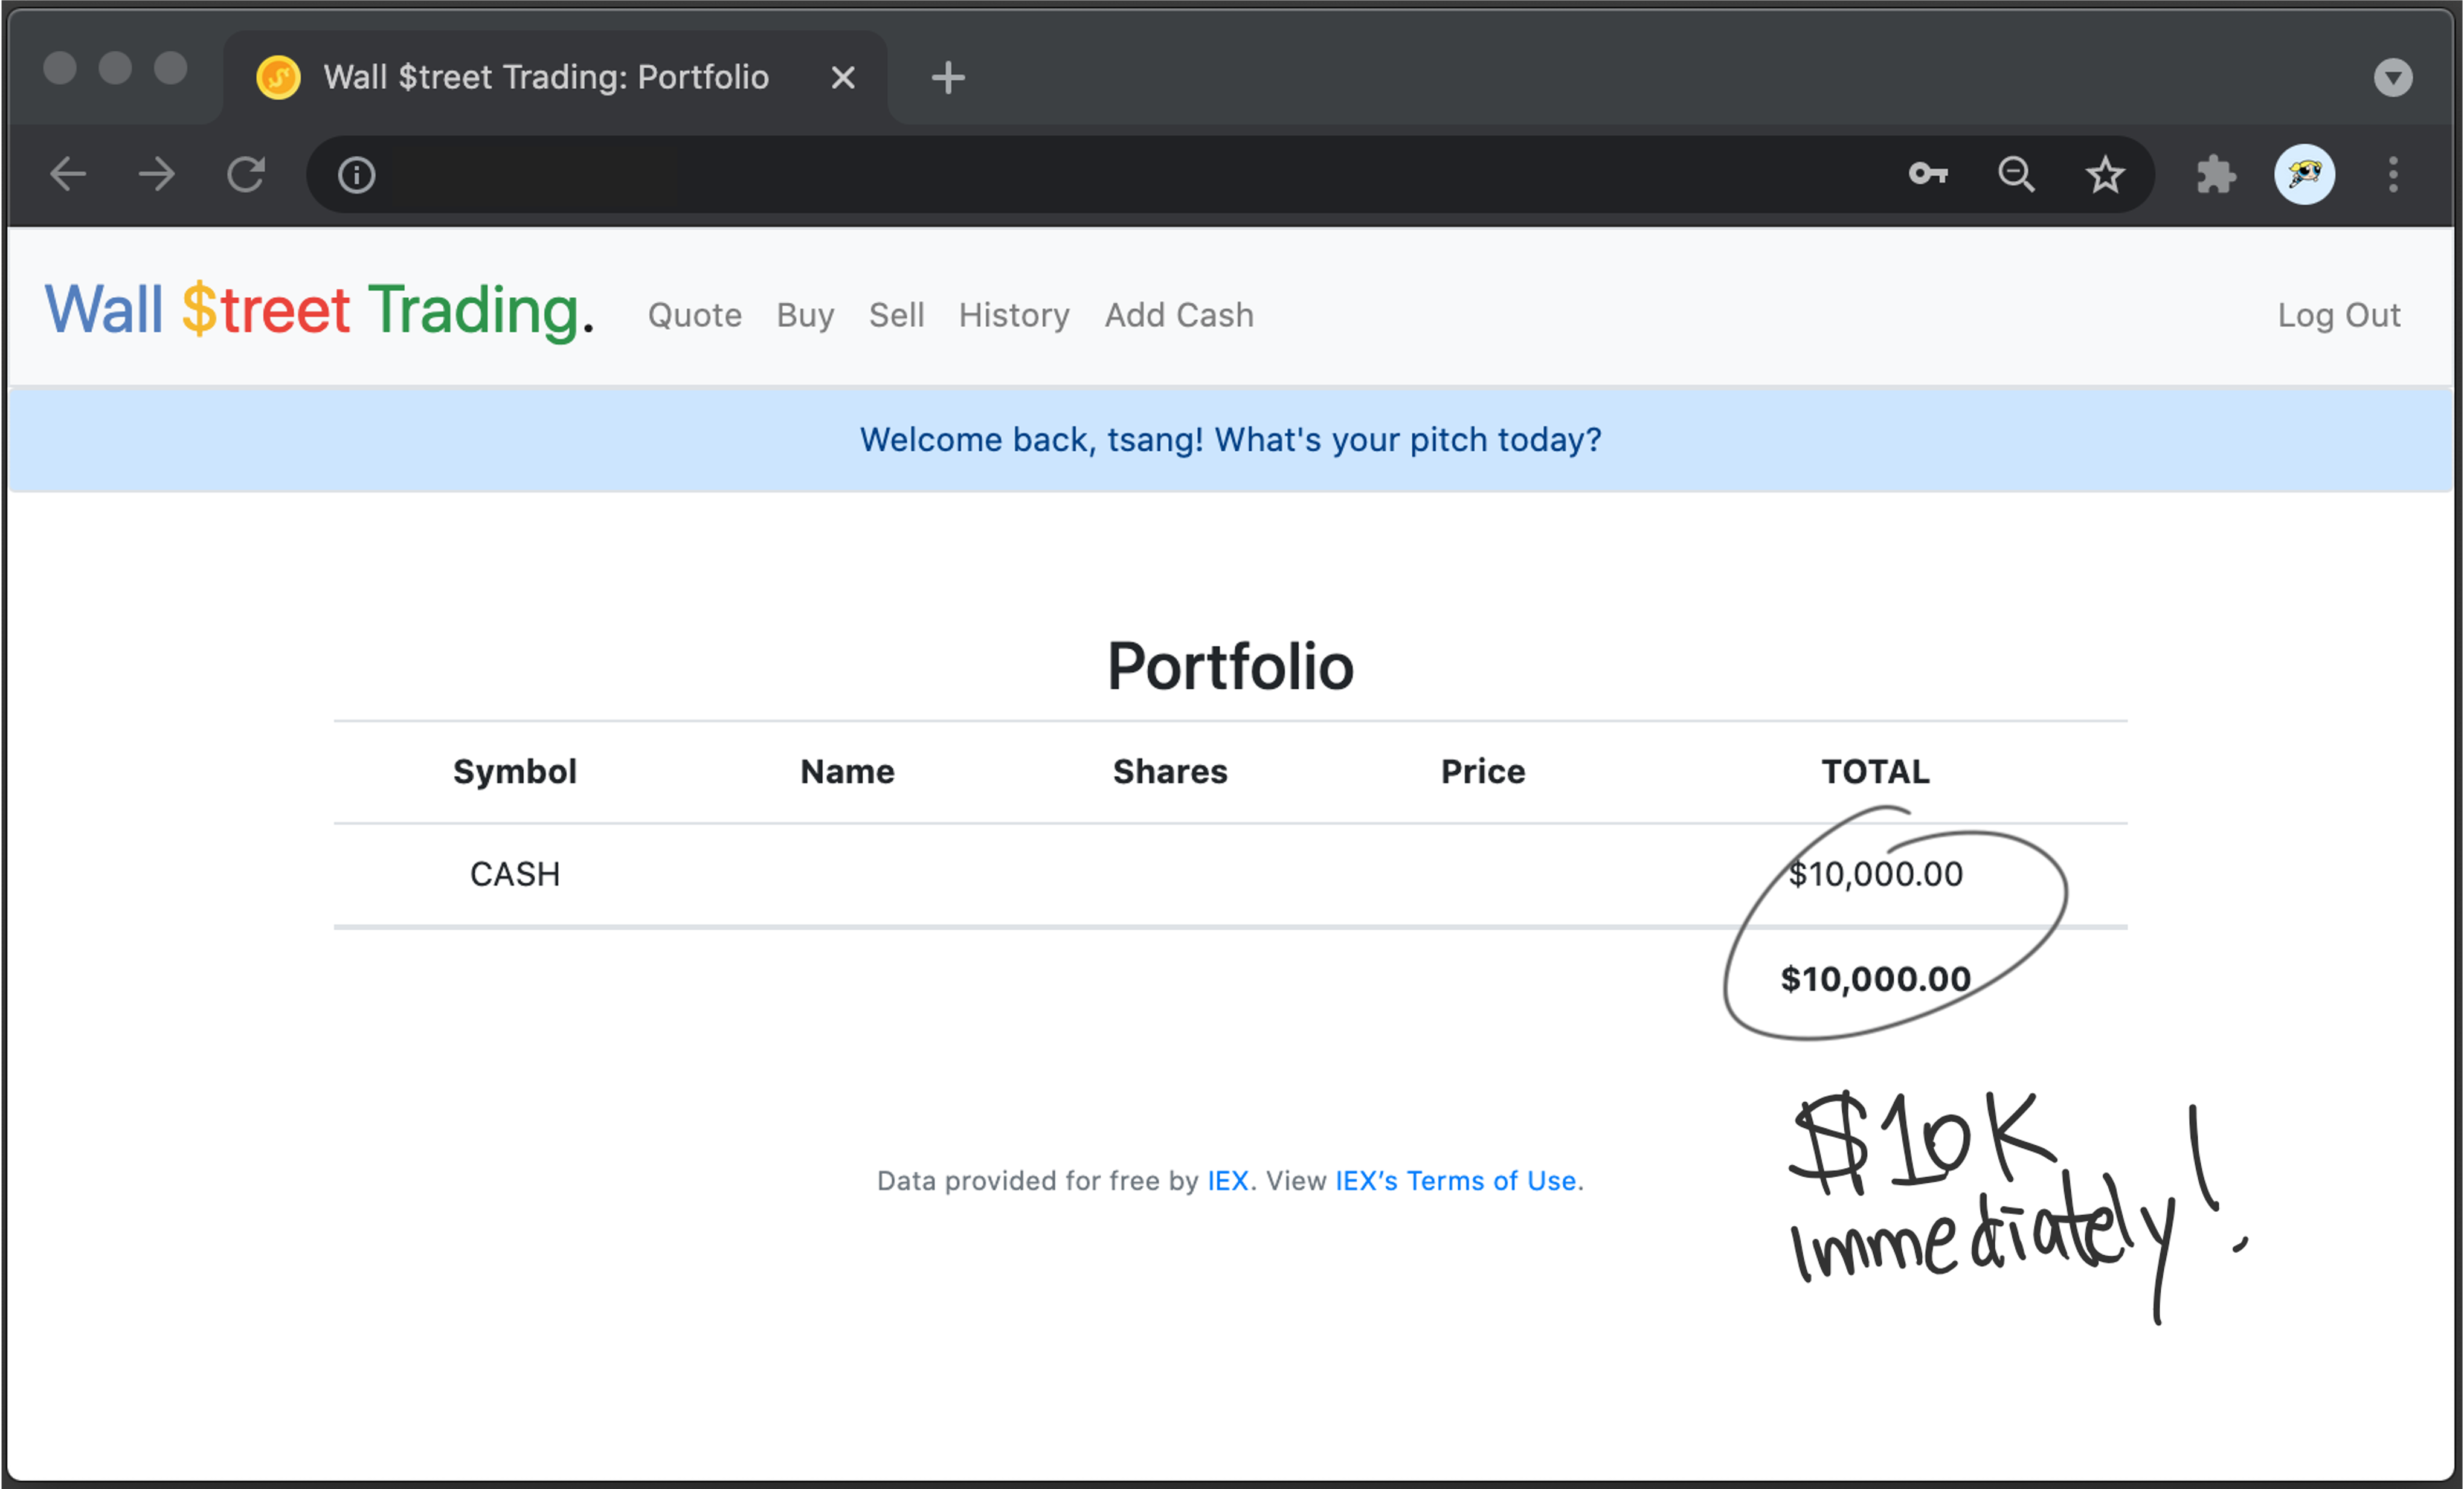 Wall $treet Trading: Portfolio
Wall $treet Trading. Quote Buy Sell History Add Cash Log Out
Welcome back, tsang! What's your pitch today?
Portfolio
Symbol Name Shares Price TOTAL
CASH $10,000.00
$10,000.00
$10K
immediately!
Data provided for free by IEX. View IEX’s Terms of Use.